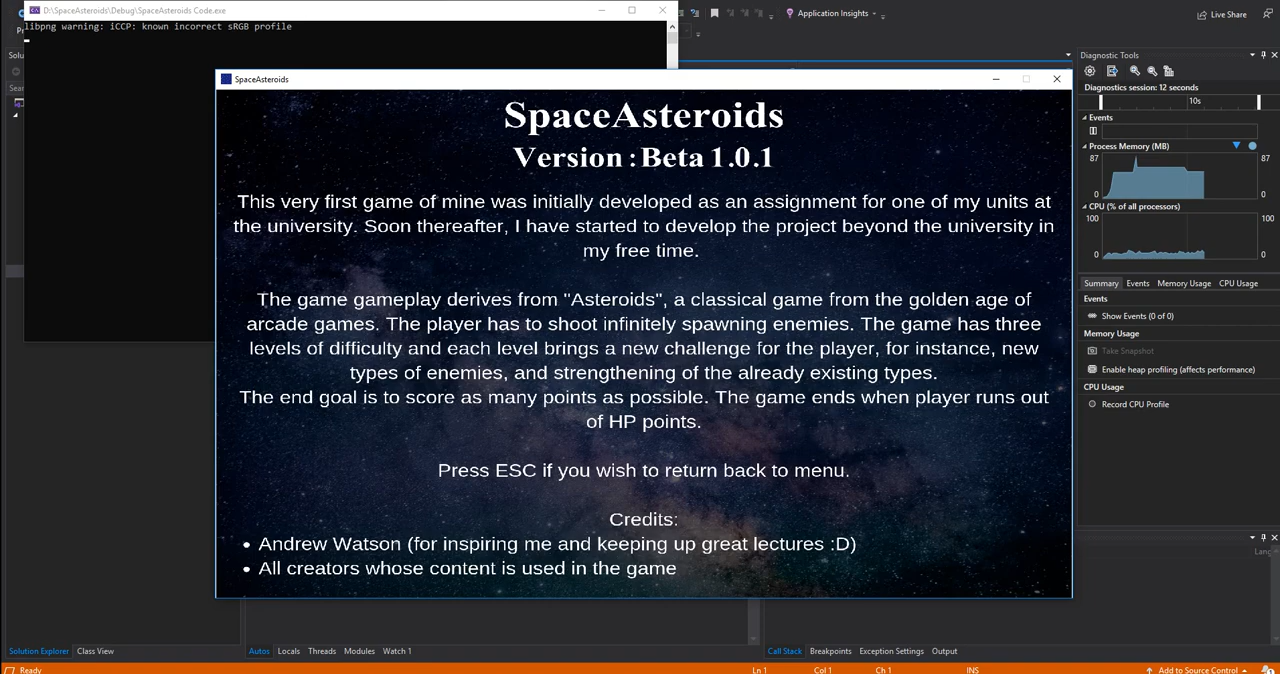 D:\SpaceAsteroids\Debug\SpaceAsteroids Code.exe
libpng warning: iCCP: known incorrect sRGB profile
Application Insights
Live Share
SpaceAsteroids
SpaceAsteroids
Version : Beta 1.0.1
This very first game of mine was initially developed as an assignment for one of my units at
the university. Soon thereafter, I have started to develop the project beyond the university in
my free time.
The game gameplay derives from "Asteroids", a classical game from the golden age of
arcade games. The player has to shoot infinitely spawning enemies. The game has three
levels of difficulty and each level brings a new challenge for the player, for instance, new
types of enemies, and strengthening of the already existing types.
The end goal is to score as many points as possible. The game ends when player runs out
of HP points.
Press ESC if you wish to return back to menu.
Credits:
• Andrew Watson (for inspiring me and keeping up great lectures :D)
• All creators whose content is used in the game
Diagnostic Tools
Diagnostics session: 12 seconds
10s
Events
Process Memory (MB)
87 87
0 0
CPU (% of all processors)
100 100
0 0
Summary Events Memory Usage CPU Usage
Events
Show Events (0 of 0)
Memory Usage
Take Snapshot
Enable heap profiling (affects performance)
CPU Usage
Record CPU Profile
Solution Explorer Class View
Autos Locals Threads Modules Watch 1
Call Stack Breakpoints Exception Settings Output
Ready
Ln 1 Col 1 Ch 1 INS
Add to Source Control